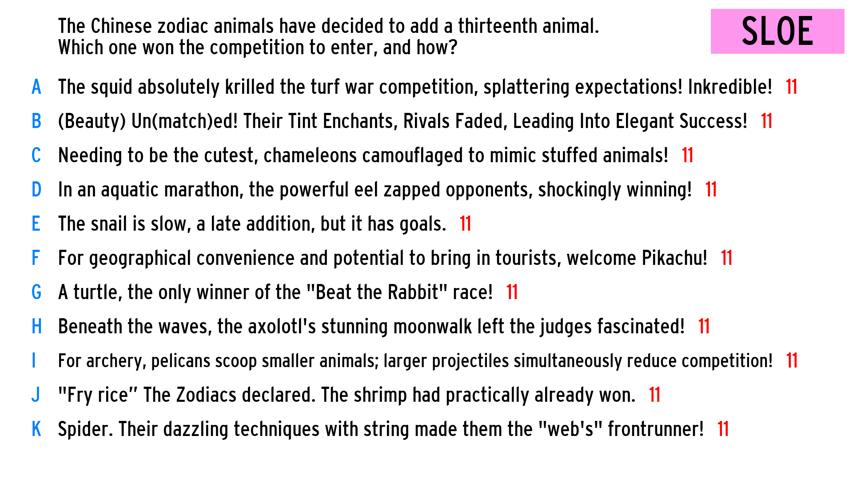 The Chinese zodiac animals have decided to add a thirteenth animal.
Which one won the competition to enter, and how?
SLOE
A The squid absolutely krilled the turf war competition, splattering expectations! Inkredible! 11
B (Beauty) Un(match)ed! Their Tint Enchants, Rivals Faded, Leading Into Elegant Success! 11
C Needing to be the cutest, chameleons camouflaged to mimic stuffed animals! 11
D In an aquatic marathon, the powerful eel zapped opponents, shockingly winning! 11
E The snail is slow, a late addition, but it has goals. 11
F For geographical convenience and potential to bring in tourists, welcome Pikachu! 11
G A turtle, the only winner of the "Beat the Rabbit" race! 11
H Beneath the waves, the axolotl's stunning moonwalk left the judges fascinated! 11
I For archery, pelicans scoop smaller animals; larger projectiles simultaneously reduce competition! 11
J "Fry rice” The Zodiacs declared. The shrimp had practically already won. 11
K Spider. Their dazzling techniques with string made them the "web's" frontrunner! 11